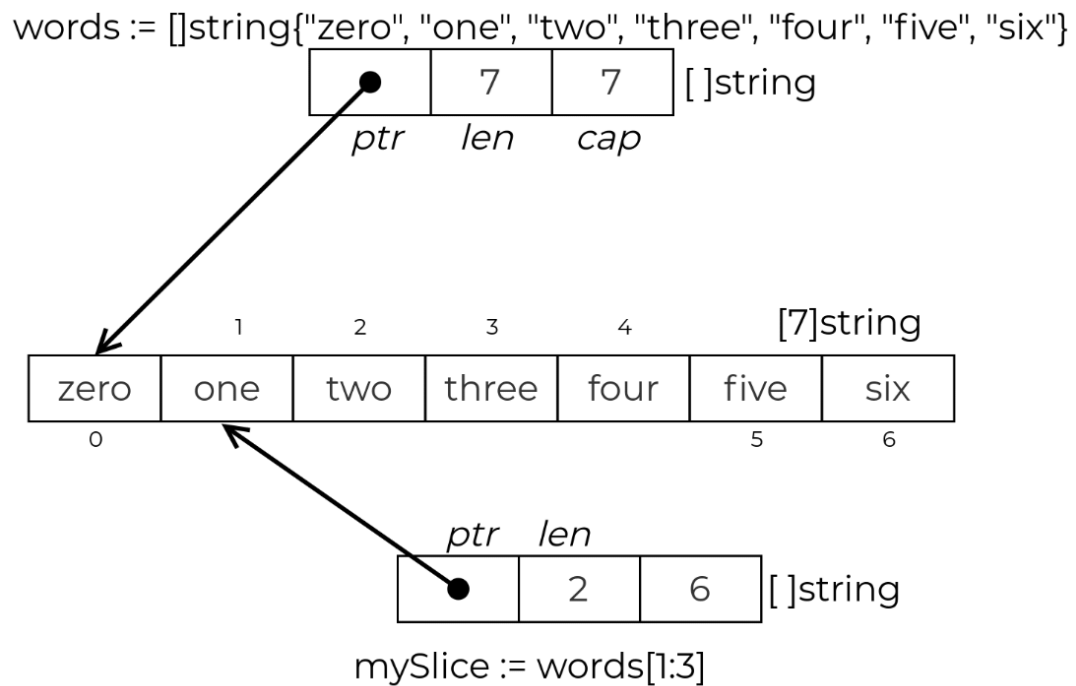 words := []string{"zero", "one", "two", "three", "four", "five", "six"}
7 7 []string
ptr len cap
1 2 3 4 [7]string
zero one two three four five six
0 5 6
ptr len
2 6 []string
mySlice := words[1:3]